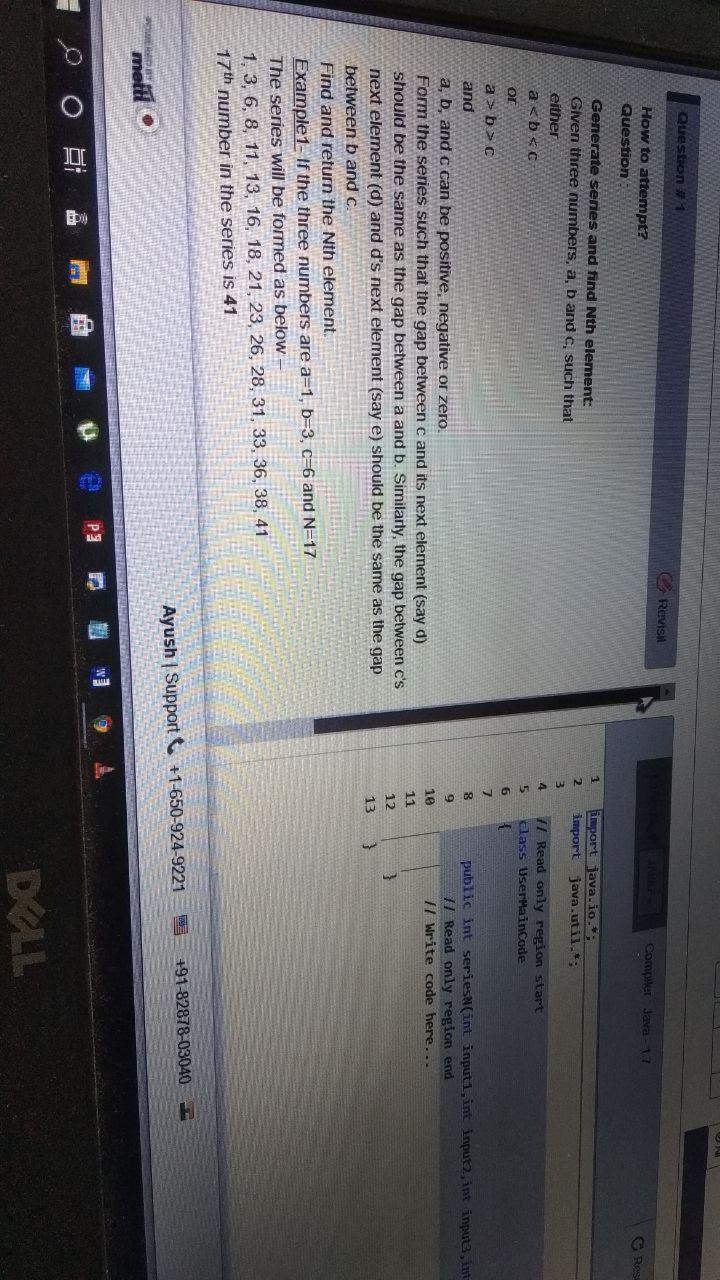 Question # 1
Revisit
How to attempt?
Question :
Generate series and find Nth element:
Given three numbers, a, b and c, such that
either
a < b < c
or
a > b > c
and
a, b, and c can be positive, negative or zero.
Form the series such that the gap between c and its next element (say d)
should be the same as the gap between a and b. Similarly, the gap between c's
next element (d) and d's next element (say e) should be the same as the gap
between b and c.
Find and return the Nth element.
Example1- If the three numbers are a=1, b=3, c=6 and N=17
The series will be formed as below –
1, 3, 6, 8, 11, 13, 16, 18, 21, 23, 26, 28, 31, 33, 36, 38, 41
17th number in the series is 41
Compiler: Java - 1.7
1 import java.io.*;
2 import java.util.*;
3
4 // Read only region start
5 class UserMainCode
6 {
7
8 public int seriesN(int input1,int input2,int input3,int
9 // Read only region end
10 // Write code here...
11
12 }
13 }
POWERED BY
mettl
Ayush | Support +1-650-924-9221 +91-82878-03040
DELL